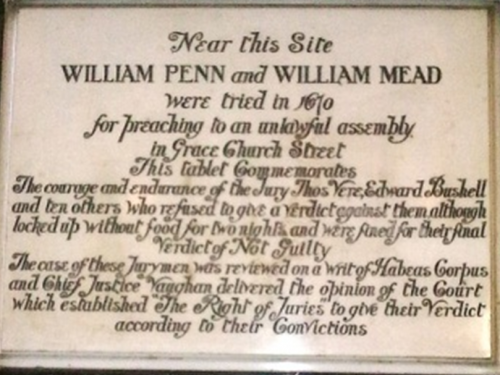 Near this Site
WILLIAM PENN and WILLIAM MEAD
were tried in 1670
for preaching to an unlawful assembly
in Grace Church Street
This tablet Commemorates
The courage and endurance of the Jury Thos Vere, Edward Bushell
and ten others who refused to give a verdict against them although
locked up without food for two nights and were fined for their final
Verdict of Not Guilty
The case of these Jurymen was reviewed on a writ of Habeas Corpus
and Chief Justice Vaughan delivered the opinion of the Court
which established "The Right of Juries" to give their Verdict
according to their Convictions